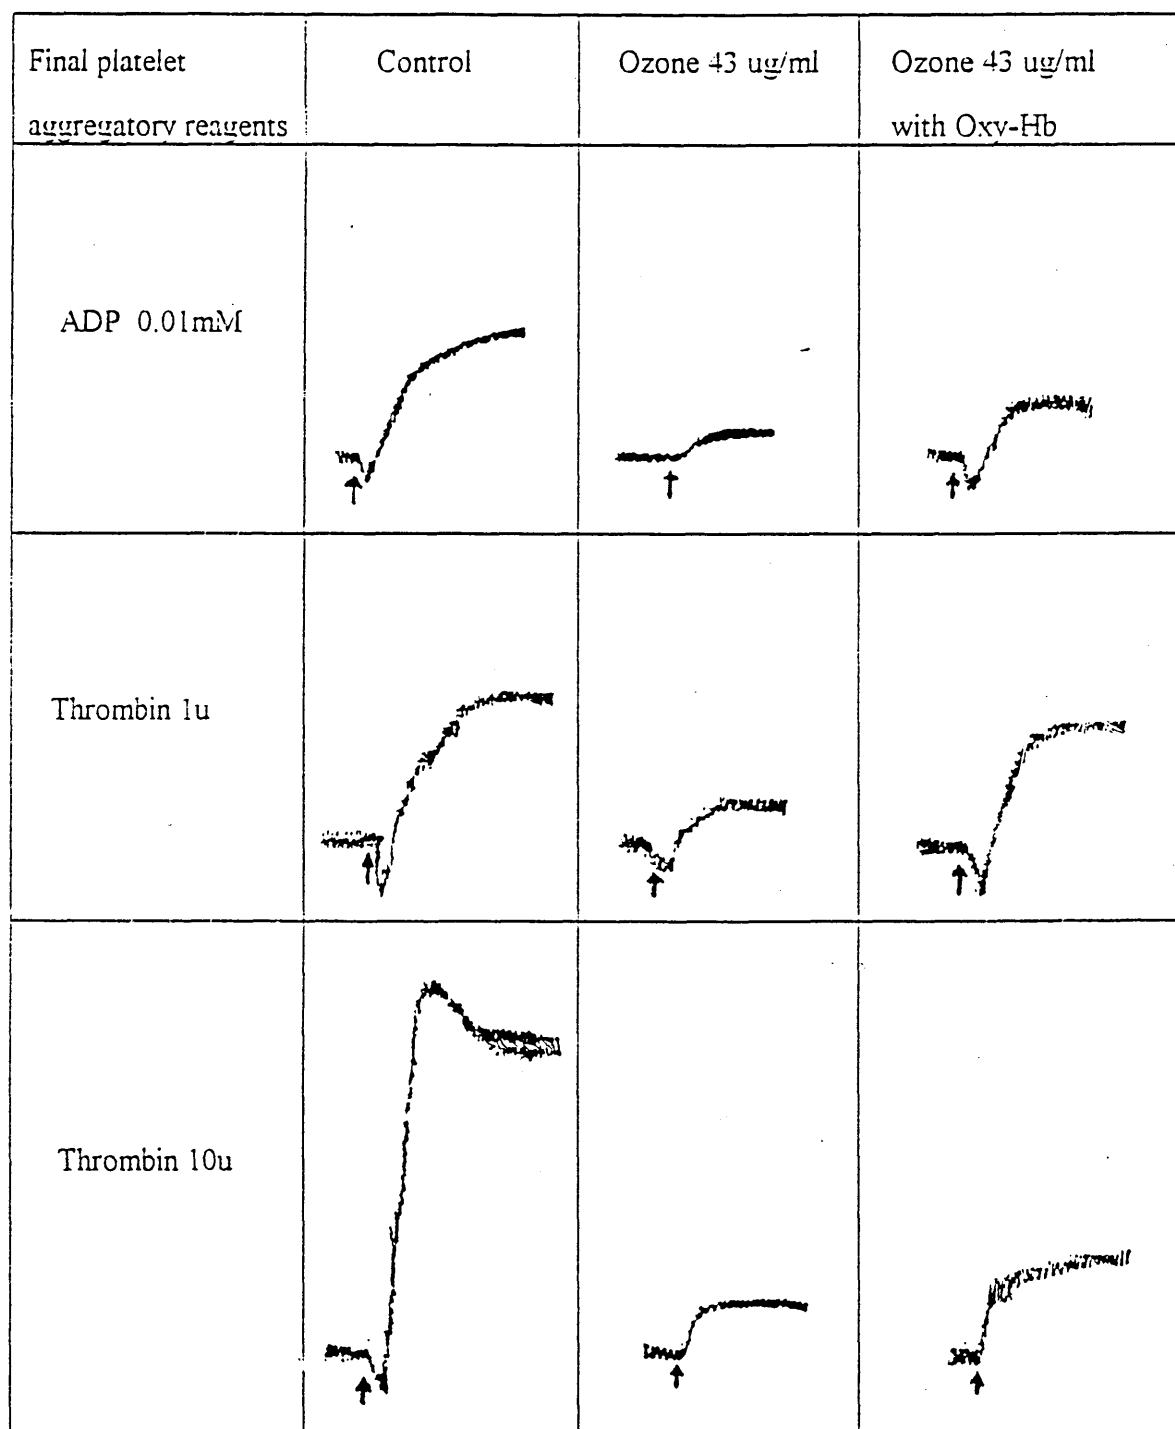 Final platelet
aggregatory reagents
Control
Ozone 43 ug/ml
Ozone 43 ug/ml
with Oxy-Hb
ADP 0.01mM
Thrombin 1u
Thrombin 10u